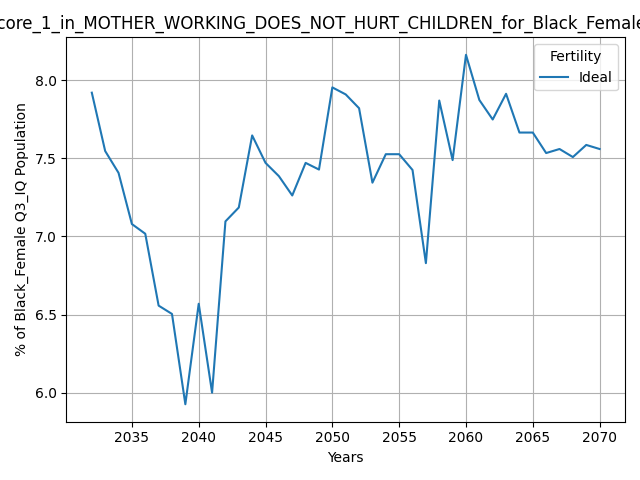 core_1_in_MOTHER_WORKING_DOES_NOT_HURT_CHILDREN_for_Black_Female
Fertility
Ideal
% of Black_Female Q3_IQ Population
8.0
7.5
7.0
6.5
6.0
2035 2040 2045 2050 2055 2060 2065 2070
Years